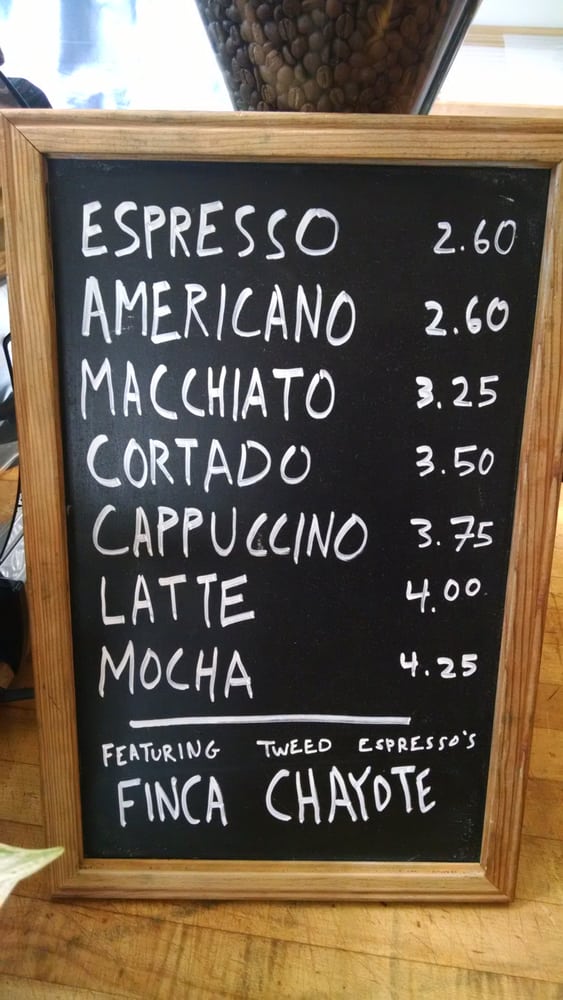 ESPRESSO 2.60
AMERICANO 2.60
MACCHIATO 3.25
CORTADO 3.50
CAPPUCCINO 3.75
LATTE 4.00
MOCHA 4.25
FEATURING TWEED ESPRESSO'S
FINCA CHAYOTE